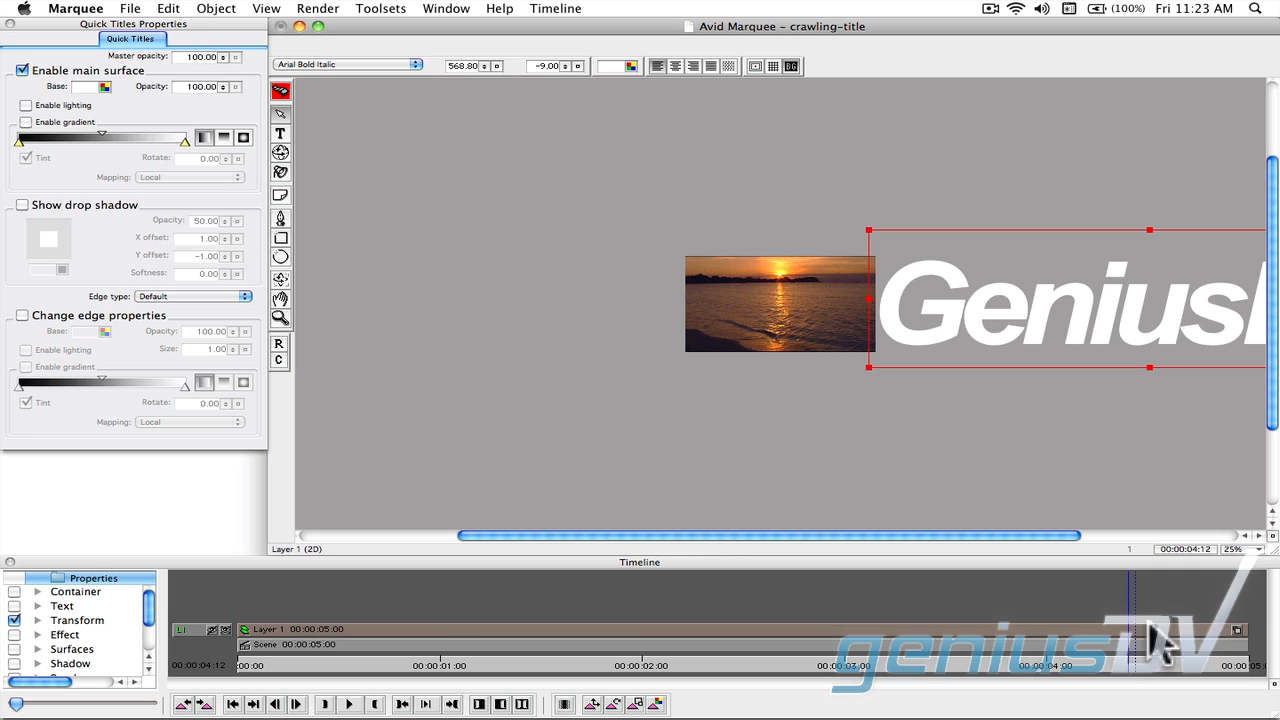 Marquee File Edit Object View Render Toolsets Window Help Timeline (100%) Fri 11:23 AM
Quick Titles Properties
Avid Marquee – crawling-title
Quick Titles
Master opacity: 100.00
Arial Bold Italic 568.80 -9.00 BG
Enable main surface
Base: Opacity: 100.00
Enable lighting
Enable gradient
T
Tint Rotate: 0.00
Mapping: Local
Show drop shadow
Opacity: 50.00
X offset: 1.00
Y offset: -1.00
Softness: 0.00
Edge type: Default
Change edge properties
Base: Opacity: 100.00
Enable lighting Size: 1.00
Enable gradient
R
C
Tint Rotate: 0.00
Mapping: Local
Genius
Layer 1 (2D) 1 00:00:04:12 25%
Timeline
Properties
Container
Text
Transform
Effect
Surfaces
Shadow
L1 Layer 1 00:00:05:00
Scene 00:00:05:00
00:00:04:12 00:00 00:00:01:00 00:00:02:00 00:00:03:00 00:00:04:00
geniusDV